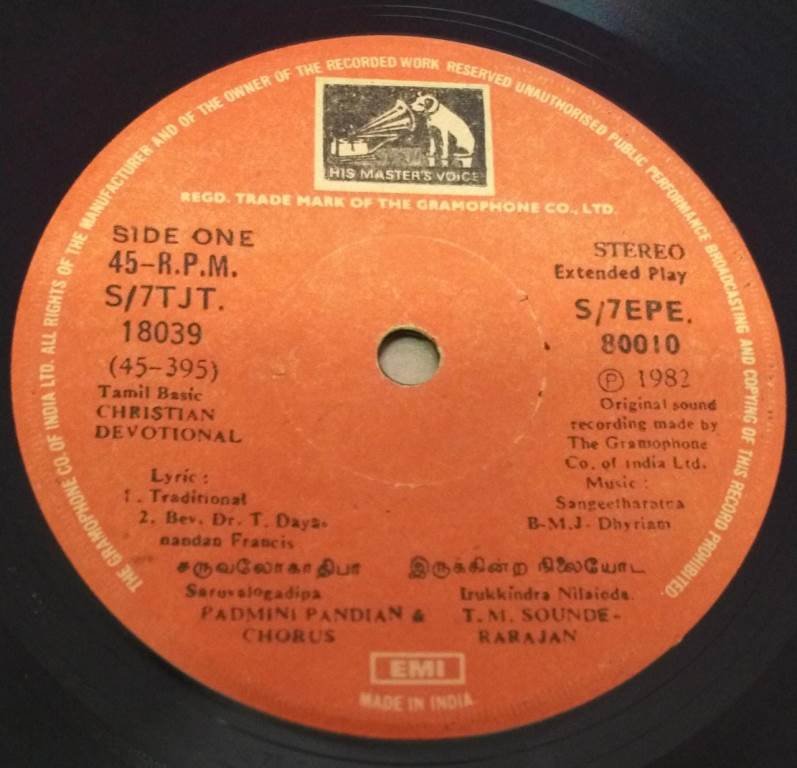 THE GRAMOPHONE CO. OF INDIA LTD. ALL RIGHTS OF THE MANUFACTURER AND OF THE OWNER OF THE RECORDED WORK RESERVED UNAUTHORISED PUBLIC PERFORMANCE BROADCASTING AND COPYING OF THIS RECORD PROHIBITED.
HIS MASTER'S VOICE
REGD. TRADE MARK OF THE GRAMOPHONE CO., LTD.
SIDE ONE
45-R.P.M.
S/7TJT.
18039
(45-395)
Tamil Basic
CHRISTIAN
DEVOTIONAL
STEREO
Extended Play
S/7EPE.
80010
Ⓟ 1982
Original sound
recording made by
The Gramophone
Co. of India Ltd.
Music :
Sangeetharatna
B-M.J- Dhyriam
Lyric :
1. Traditional
2. Bev. Dr. T. Daya-
nandan Francis
சருவலோகாதிபா
Saruvalogadipa
PADMINI PANDIAN &
CHORUS
இருக்கின்ற நிலையோட
Irukkindra Nilaioda.
T. M. SOUNDE-
RARAJAN
EMI
MADE IN INDIA